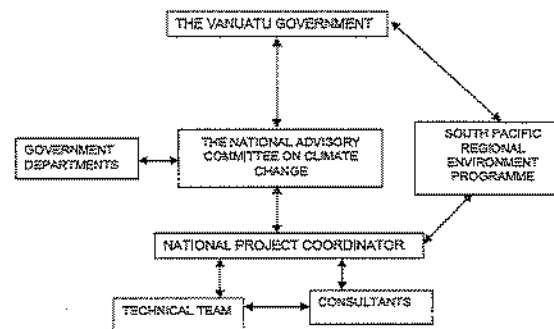 THE VANUATU GOVERNMENT
GOVERNMENT
DEPARTMENTS
THE NATIONAL ADVISORY
COMMITTEE ON CLIMATE
CHANGE
SOUTH PACIFIC
REGIONAL
ENVIRONMENT
PROGRAMME
NATIONAL PROJECT COORDINATOR
TECHNICAL TEAM
CONSULTANTS